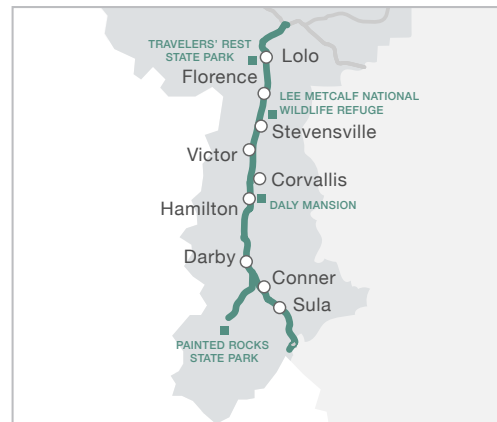 TRAVELERS’ REST
STATE PARK
Lolo
Florence
LEE METCALF NATIONAL
WILDLIFE REFUGE
Stevensville
Victor
Corvallis
Hamilton
DALY MANSION
Darby
Conner
Sula
PAINTED ROCKS
STATE PARK